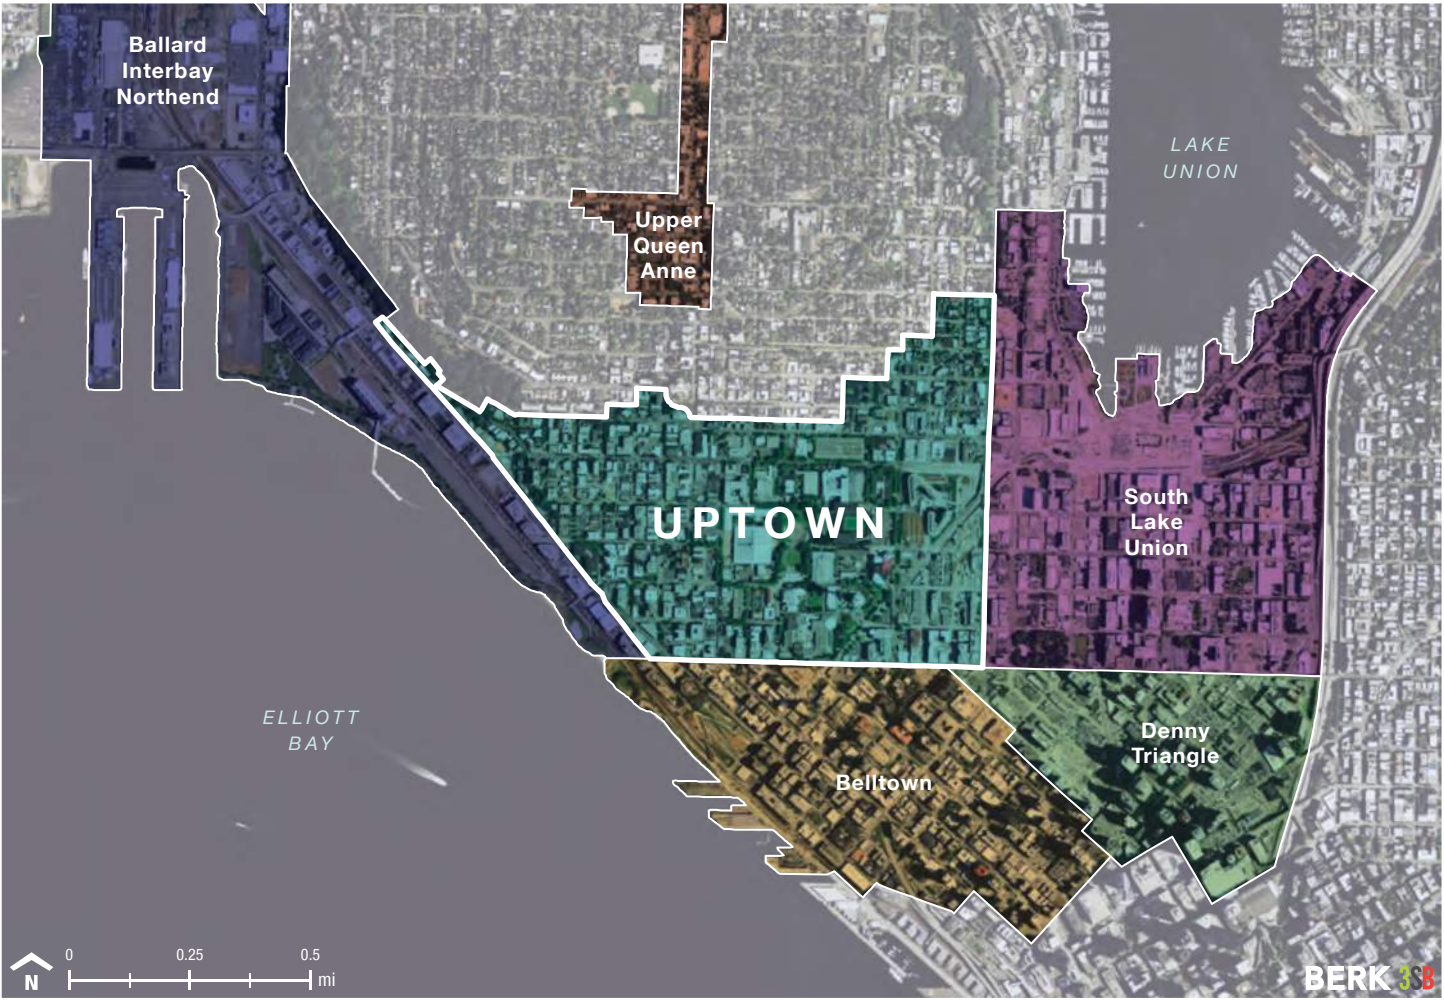 Ballard
Interbay
Northend
LAKE
UNION
Upper
Queen
Anne
UPTOWN
South
Lake
Union
ELLIOTT
BAY
Denny
Triangle
Belltown
N
0 0.25 0.5
mi
BERK 3SB